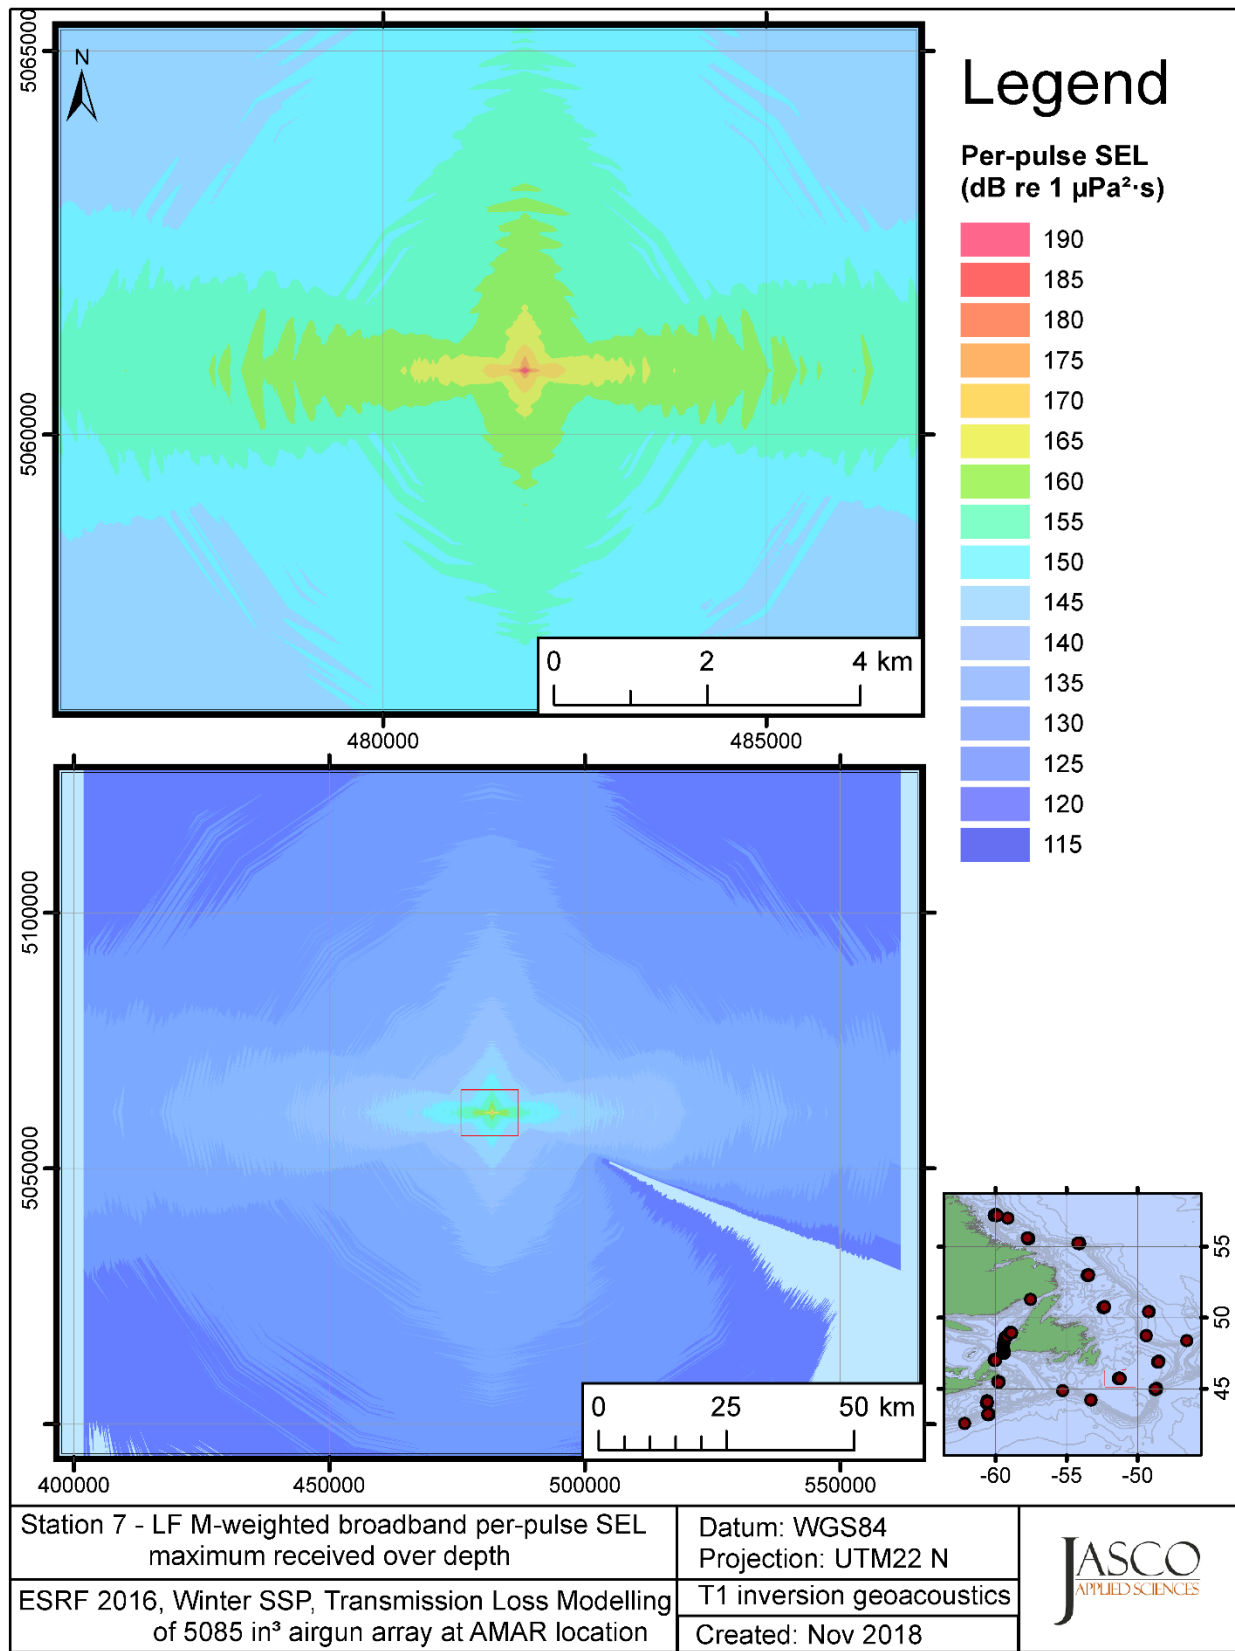 N
5065000
5060000
0 2 4 km
480000 485000
Legend
Per-pulse SEL
(dB re 1 µPa²·s)
190
185
180
175
170
165
160
155
150
145
140
135
130
125
120
115
5100000
5050000
0 25 50 km
400000 450000 500000 550000
55
50
45
-60 -55 -50
Station 7 - LF M-weighted broadband per-pulse SEL
maximum received over depth
ESRF 2016, Winter SSP, Transmission Loss Modelling
of 5085 in³ airgun array at AMAR location
Datum: WGS84
Projection: UTM22 N
T1 inversion geoacoustics
Created: Nov 2018
JASCO
APPLIED SCIENCES